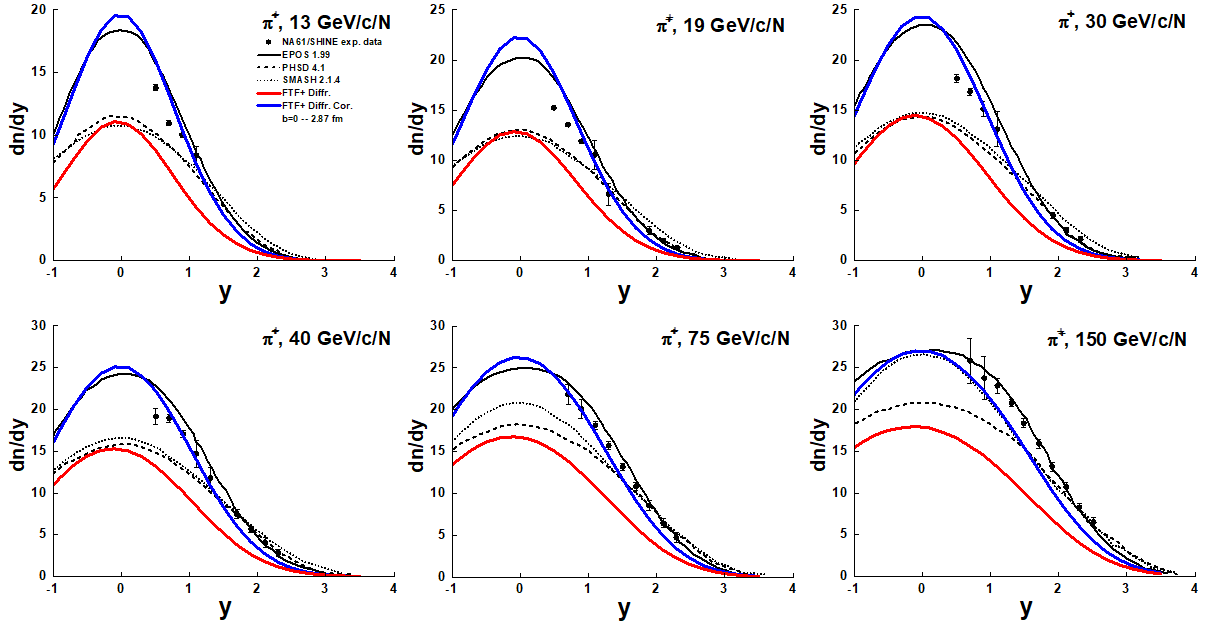 π⁺, 13 GeV/c/N
NA61/SHINE exp. data
EPOS 1.99
PHSD 4.1
SMASH 2.1.4
FTF+ Diffr.
FTF+ Diffr. Cor.
b=0 -- 2.87 fm
dn/dy
20
15
10
5
0
-1 0 1 2 3 4
y
π⁺, 19 GeV/c/N
dn/dy
25
20
15
10
5
0
-1 0 1 2 3 4
y
π⁺, 30 GeV/c/N
dn/dy
25
20
15
10
5
0
-1 0 1 2 3 4
y
π⁺, 40 GeV/c/N
dn/dy
30
25
20
15
10
5
0
-1 0 1 2 3 4
y
π⁺, 75 GeV/c/N
dn/dy
30
25
20
15
10
5
0
-1 0 1 2 3 4
y
π⁺, 150 GeV/c/N
dn/dy
30
25
20
15
10
5
0
-1 0 1 2 3 4
y